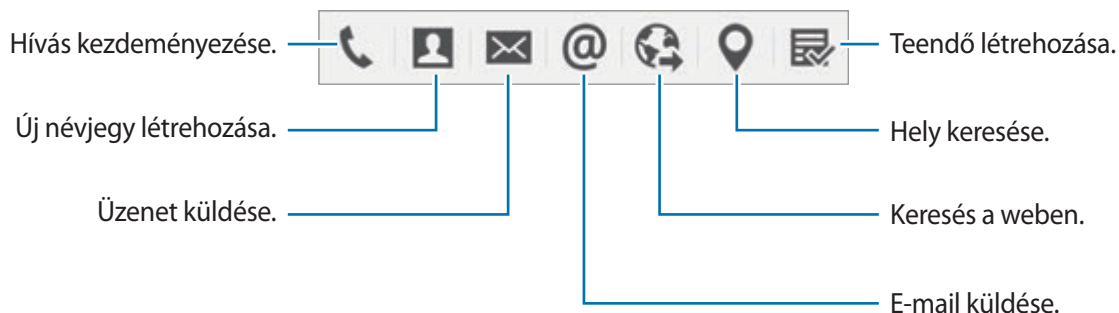 Hívás kezdeményezése.
Új névjegy létrehozása.
Üzenet küldése.
Teendő létrehozása.
Hely keresése.
Keresés a weben.
E-mail küldése.